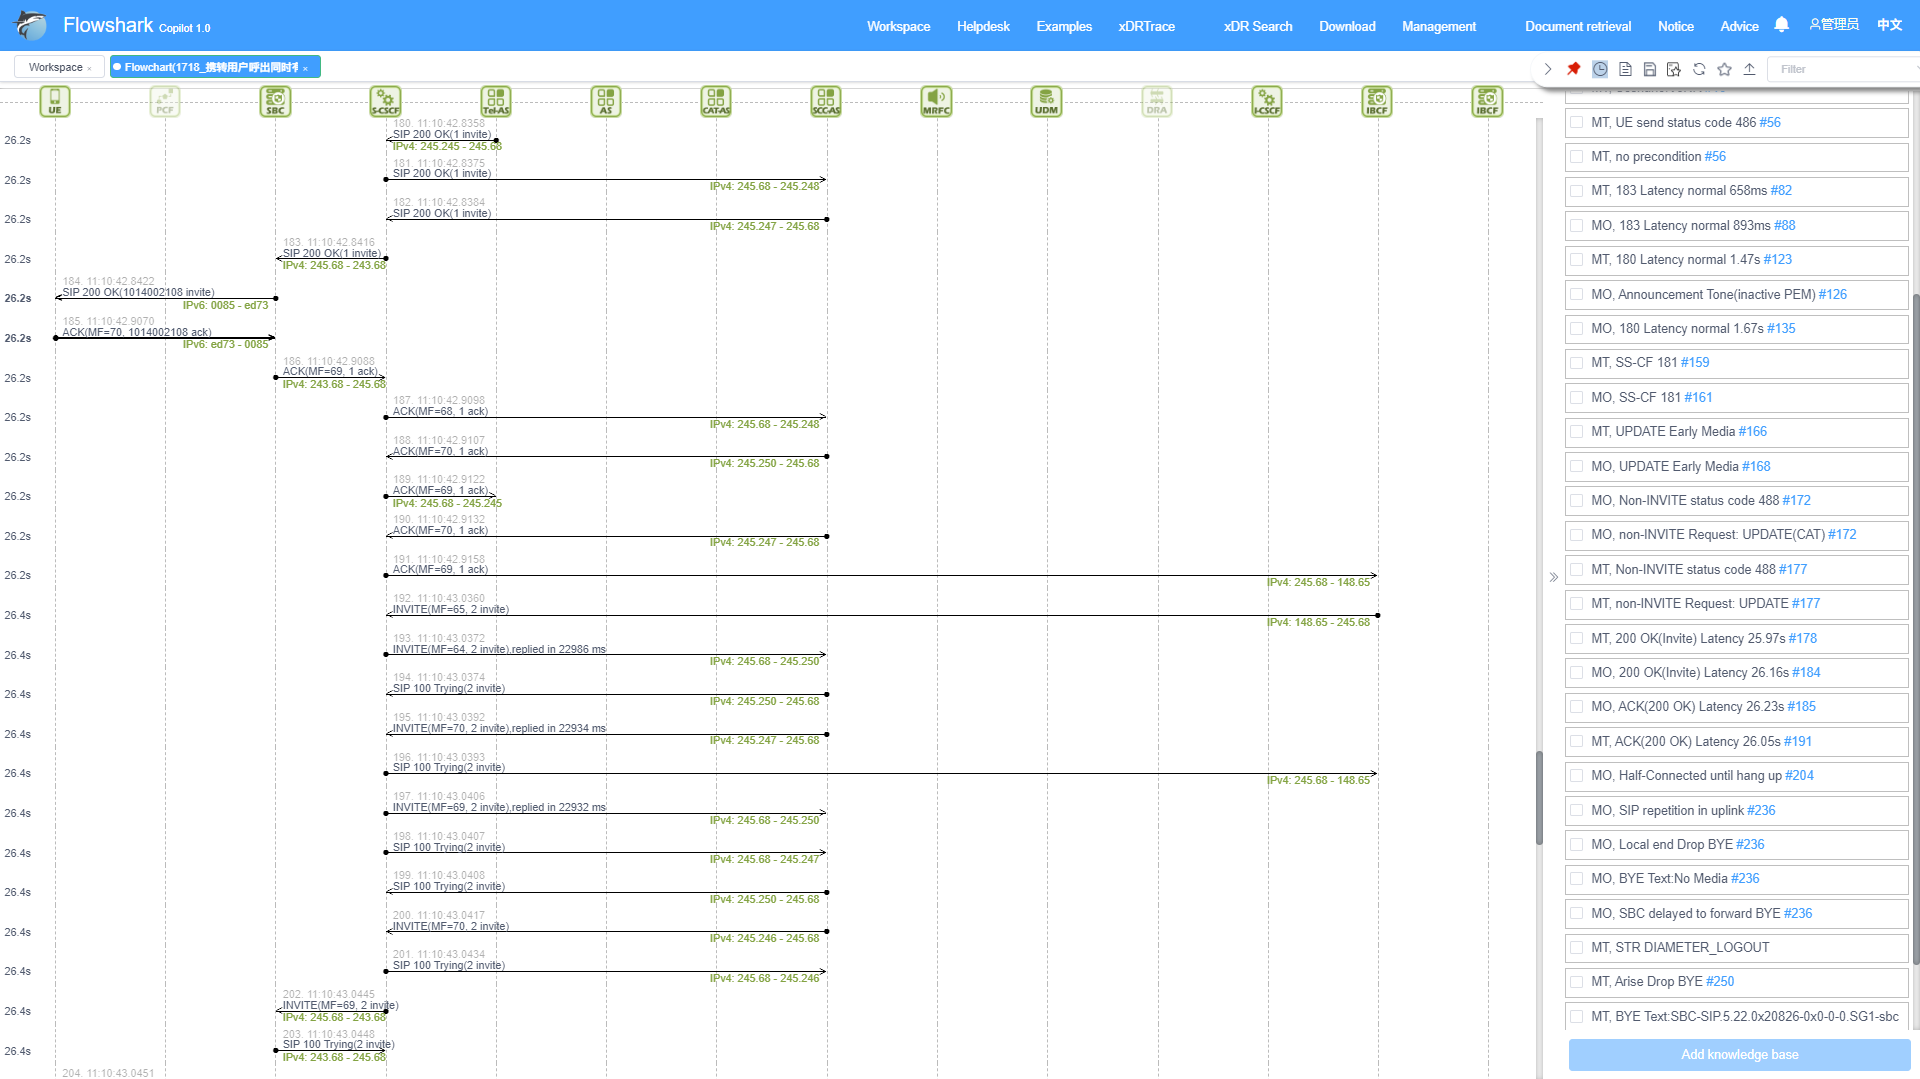 Flowshark Copilot 1.0
Workspace Helpdesk Examples xDRTrace xDR Search Download Management Document retrieval Notice Advice 管理员 中文
Workspace × Flowchart(1718_携转用户呼出同时有 ×
Filter
UE PCF SBC S-CSCF Tel-AS AS CAT-AS SCC-AS MRFC UDM DRA I-CSCF IBCF IBCF
180. 11:10:42.8358
SIP 200 OK(1 invite)
26.2s
IPv4: 245.245 - 245.68
181. 11:10:42.8375
SIP 200 OK(1 invite)
26.2s
IPv4: 245.68 - 245.248
182. 11:10:42.8384
SIP 200 OK(1 invite)
26.2s
IPv4: 245.247 - 245.68
183. 11:10:42.8416
SIP 200 OK(1 invite)
26.2s
IPv4: 245.68 - 243.68
184. 11:10:42.8422
SIP 200 OK(1014002108 invite)
26.2s
IPv6: 0085 - ed73
185. 11:10:42.9070
ACK(MF=70, 1014002108 ack)
26.2s
IPv6: ed73 - 0085
186. 11:10:42.9088
ACK(MF=69, 1 ack)
26.2s
IPv4: 243.68 - 245.68
187. 11:10:42.9098
ACK(MF=68, 1 ack)
26.2s
IPv4: 245.68 - 245.248
188. 11:10:42.9107
ACK(MF=70, 1 ack)
26.2s
IPv4: 245.250 - 245.68
189. 11:10:42.9122
ACK(MF=69, 1 ack)
26.2s
IPv4: 245.68 - 245.245
190. 11:10:42.9132
ACK(MF=70, 1 ack)
26.2s
IPv4: 245.247 - 245.68
191. 11:10:42.9158
ACK(MF=69, 1 ack)
26.2s
IPv4: 245.68 - 148.65
192. 11:10:43.0360
INVITE(MF=65, 2 invite)
26.4s
IPv4: 148.65 - 245.68
193. 11:10:43.0372
INVITE(MF=64, 2 invite),replied in 22986 ms
26.4s
IPv4: 245.68 - 245.250
194. 11:10:43.0374
SIP 100 Trying(2 invite)
26.4s
IPv4: 245.250 - 245.68
195. 11:10:43.0392
INVITE(MF=70, 2 invite),replied in 22934 ms
26.4s
IPv4: 245.247 - 245.68
196. 11:10:43.0393
SIP 100 Trying(2 invite)
26.4s
IPv4: 245.68 - 148.65
197. 11:10:43.0406
INVITE(MF=69, 2 invite),replied in 22932 ms
26.4s
IPv4: 245.68 - 245.250
198. 11:10:43.0407
SIP 100 Trying(2 invite)
26.4s
IPv4: 245.68 - 245.247
199. 11:10:43.0408
SIP 100 Trying(2 invite)
26.4s
IPv4: 245.250 - 245.68
200. 11:10:43.0417
INVITE(MF=70, 2 invite)
26.4s
IPv4: 245.246 - 245.68
201. 11:10:43.0434
SIP 100 Trying(2 invite)
26.4s
IPv4: 245.68 - 245.246
202. 11:10:43.0445
INVITE(MF=69, 2 invite)
26.4s
IPv4: 245.68 - 243.68
203. 11:10:43.0448
SIP 100 Trying(2 invite)
26.4s
IPv4: 243.68 - 245.68
204. 11:10:43.0451
MT, UE send status code 486 #56
MT, no precondition #56
MT, 183 Latency normal 658ms #82
MO, 183 Latency normal 893ms #88
MT, 180 Latency normal 1.47s #123
MO, Announcement Tone(inactive PEM) #126
MO, 180 Latency normal 1.67s #135
MT, SS-CF 181 #159
MO, SS-CF 181 #161
MT, UPDATE Early Media #166
MO, UPDATE Early Media #168
MO, Non-INVITE status code 488 #172
MO, non-INVITE Request: UPDATE(CAT) #172
MT, Non-INVITE status code 488 #177
MT, non-INVITE Request: UPDATE #177
MT, 200 OK(Invite) Latency 25.97s #178
MO, 200 OK(Invite) Latency 26.16s #184
MO, ACK(200 OK) Latency 26.23s #185
MT, ACK(200 OK) Latency 26.05s #191
MO, Half-Connected until hang up #204
MO, SIP repetition in uplink #236
MO, Local end Drop BYE #236
MO, BYE Text:No Media #236
MO, SBC delayed to forward BYE #236
MT, STR DIAMETER_LOGOUT
MT, Arise Drop BYE #250
MT, BYE Text:SBC-SIP.5.22.0x20826-0x0-0-0.SG1-sbc
Add knowledge base